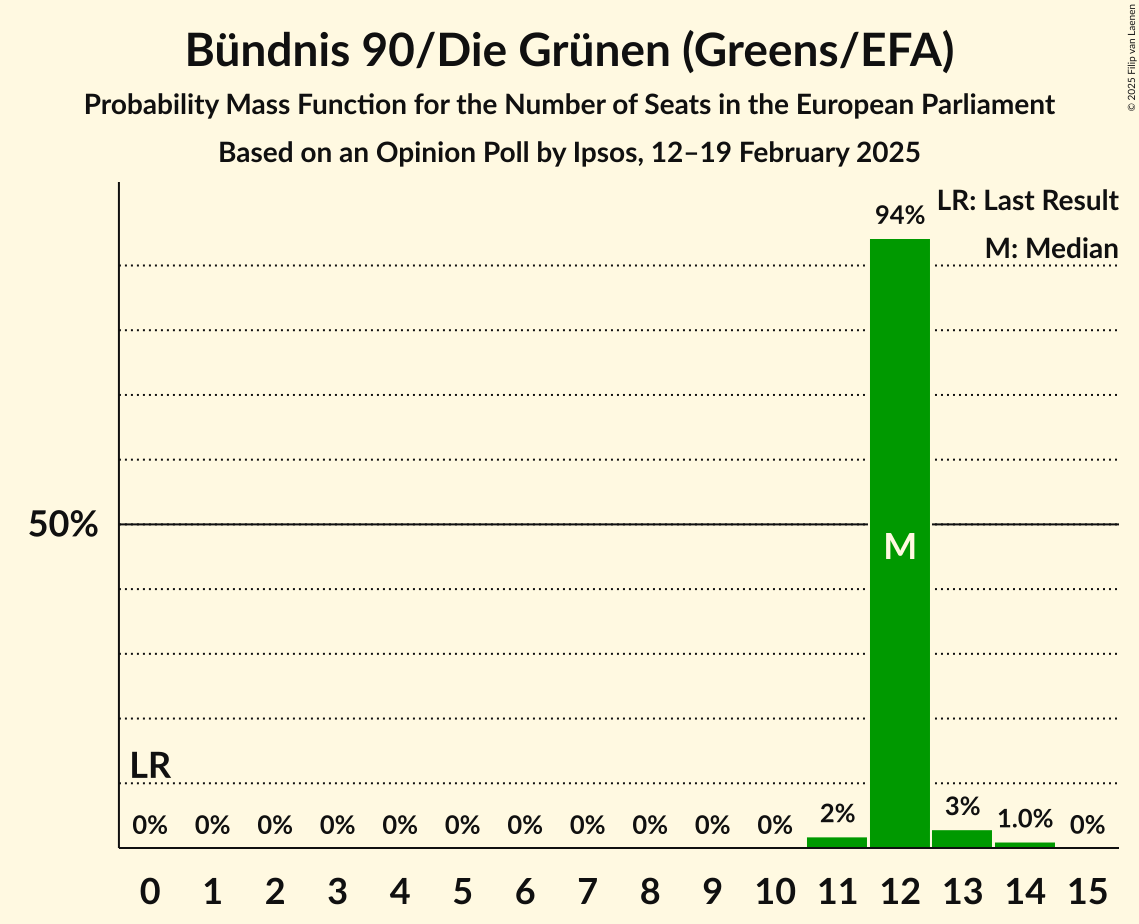 Bündnis 90/Die Grünen (Greens/EFA)
Probability Mass Function for the Number of Seats in the European Parliament
Based on an Opinion Poll by Ipsos, 12–19 February 2025
© 2025 Filip van Laenen
LR: Last Result
M: Median
94%
50%
M
LR
0% 0% 0% 0% 0% 0% 0% 0% 0% 0% 0% 2% 3% 1.0% 0%
0 1 2 3 4 5 6 7 8 9 10 11 12 13 14 15